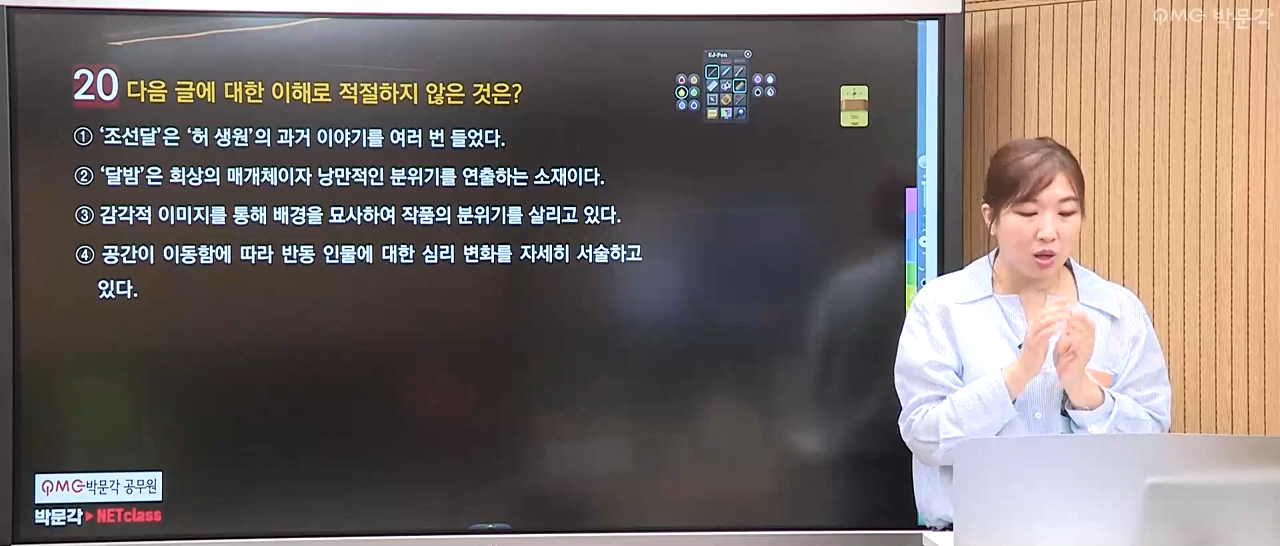 QMG 박문각
EJ-Pen
20 다음 글에 대한 이해로 적절하지 않은 것은?
① '조선달'은 '허 생원'의 과거 이야기를 여러 번 들었다.
② '달밤'은 회상의 매개체이자 낭만적인 분위기를 연출하는 소재이다.
③ 감각적 이미지를 통해 배경을 묘사하여 작품의 분위기를 살리고 있다.
④ 공간이 이동함에 따라 반동 인물에 대한 심리 변화를 자세히 서술하고
있다.
QMG박문각 공무원
박문각 NETclass